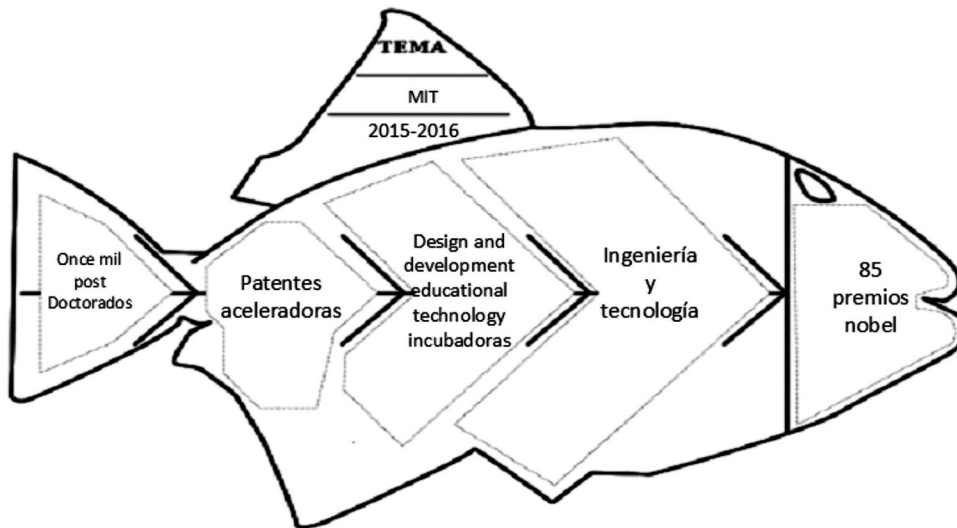 TEMA
MIT
2015-2016
Once mil
post
Doctorados
Patentes
aceleradoras
Design and
development
educational
technology
incubadoras
Ingeniería
y
tecnología
85
premios
nobel